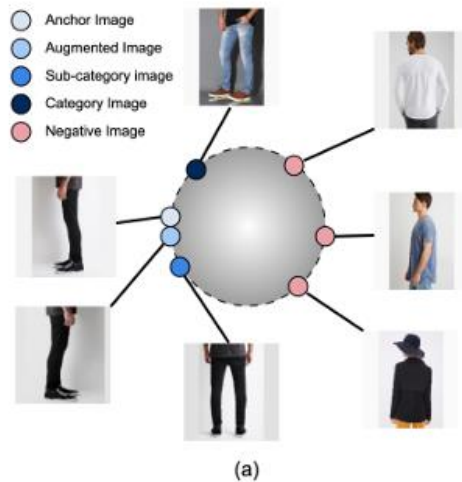 Anchor Image
Augmented Image
Sub-category image
Category Image
Negative Image
(a)